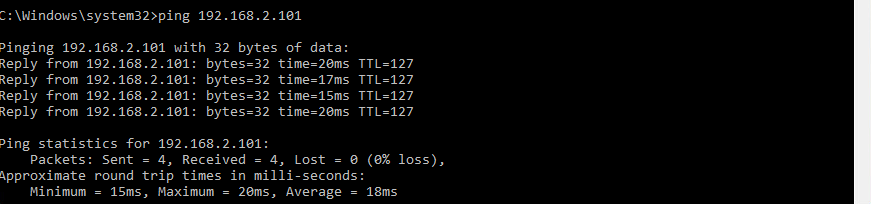 C:\Windows\system32>ping 192.168.2.101
Pinging 192.168.2.101 with 32 bytes of data:
Reply from 192.168.2.101: bytes=32 time=20ms TTL=127
Reply from 192.168.2.101: bytes=32 time=17ms TTL=127
Reply from 192.168.2.101: bytes=32 time=15ms TTL=127
Reply from 192.168.2.101: bytes=32 time=20ms TTL=127
Ping statistics for 192.168.2.101:
    Packets: Sent = 4, Received = 4, Lost = 0 (0% loss),
Approximate round trip times in milli-seconds:
    Minimum = 15ms, Maximum = 20ms, Average = 18ms